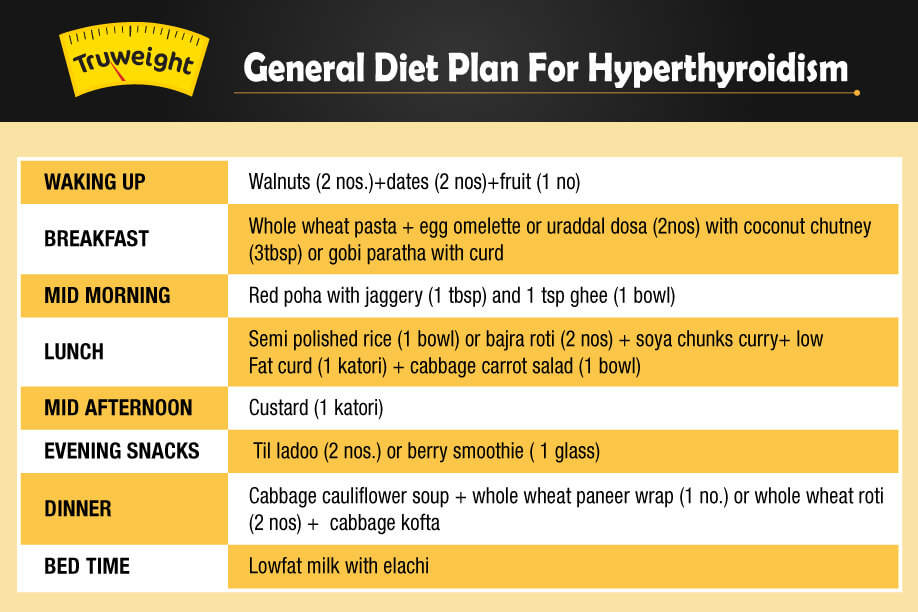 Truweight
General Diet Plan For Hyperthyroidism
WAKING UP
Walnuts (2 nos.)+dates (2 nos)+fruit (1 no)
BREAKFAST
Whole wheat pasta + egg omelette or uraddal dosa (2nos) with coconut chutney
(3tbsp) or gobi paratha with curd
MID MORNING
Red poha with jaggery (1 tbsp) and 1 tsp ghee (1 bowl)
LUNCH
Semi polished rice (1 bowl) or bajra roti (2 nos) + soya chunks curry+ low
Fat curd (1 katori) + cabbage carrot salad (1 bowl)
MID AFTERNOON
Custard (1 katori)
EVENING SNACKS
Til ladoo (2 nos.) or berry smoothie ( 1 glass)
DINNER
Cabbage cauliflower soup + whole wheat paneer wrap (1 no.) or whole wheat roti
(2 nos) + cabbage kofta
BED TIME
Lowfat milk with elachi